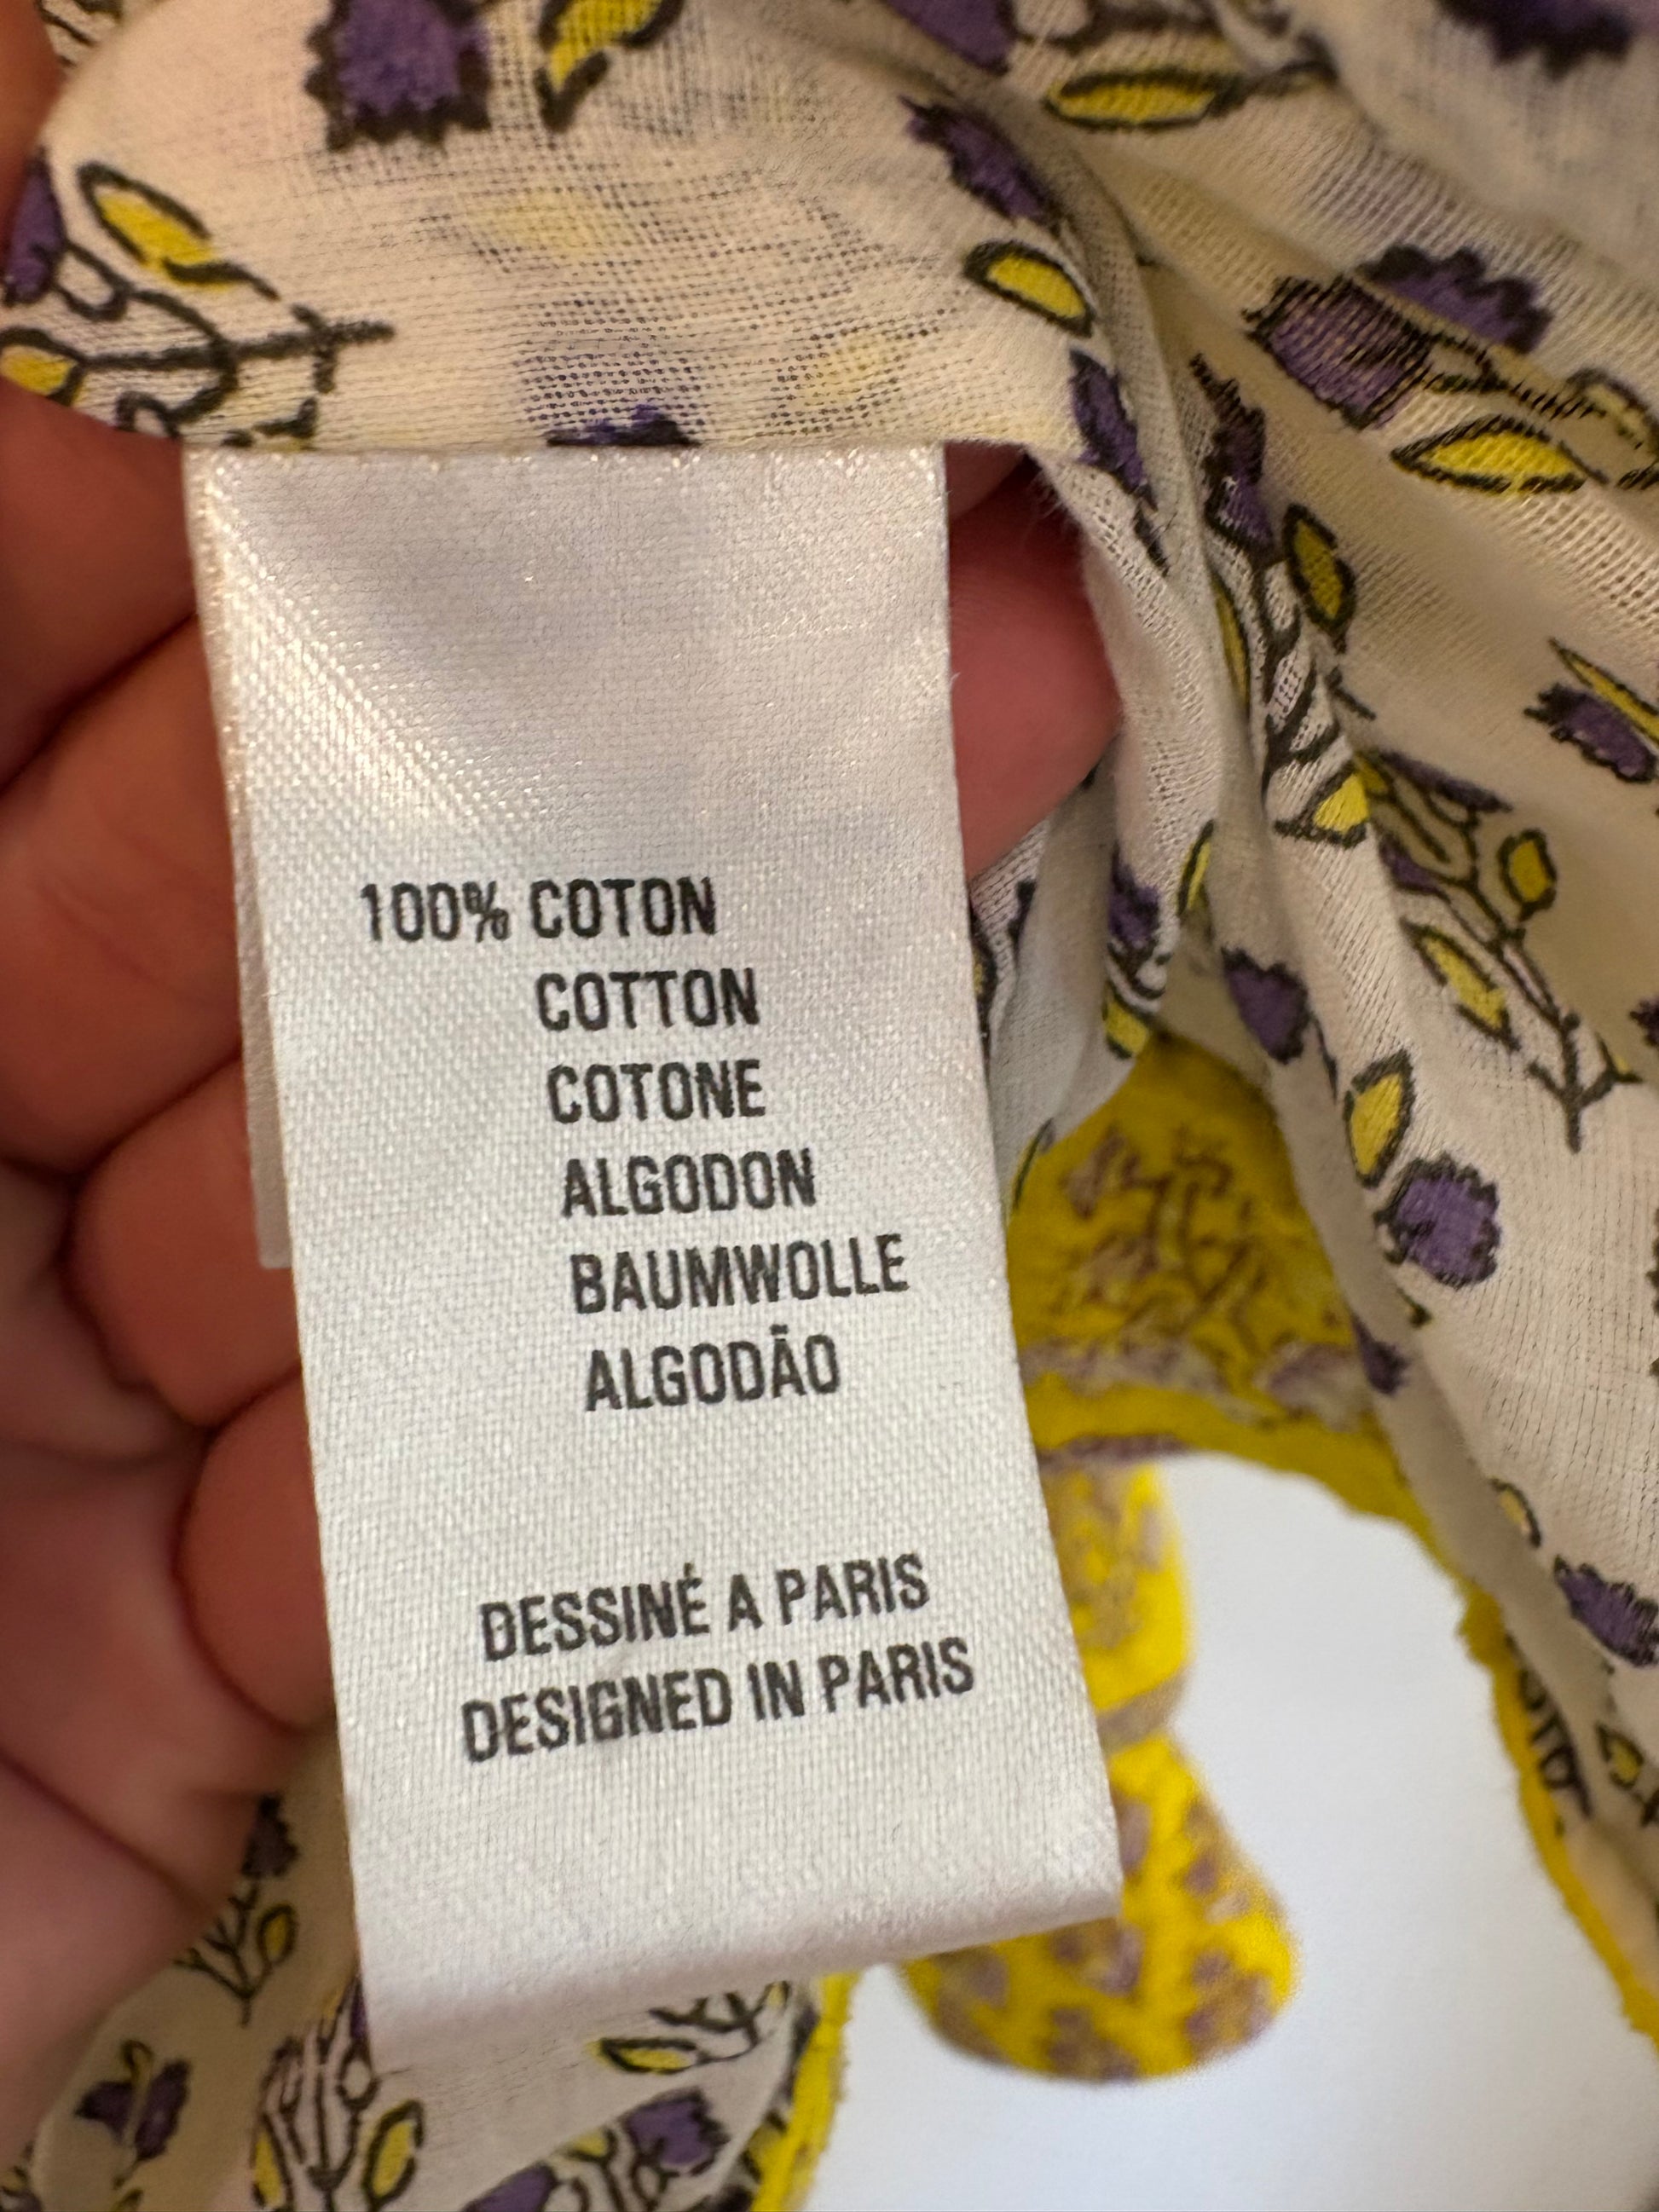 100% COTON
COTTON
COTONE
ALGODON
BAUMWOLLE
ALGODÃO
DESSINÉ A PARIS
DESIGNED IN PARIS